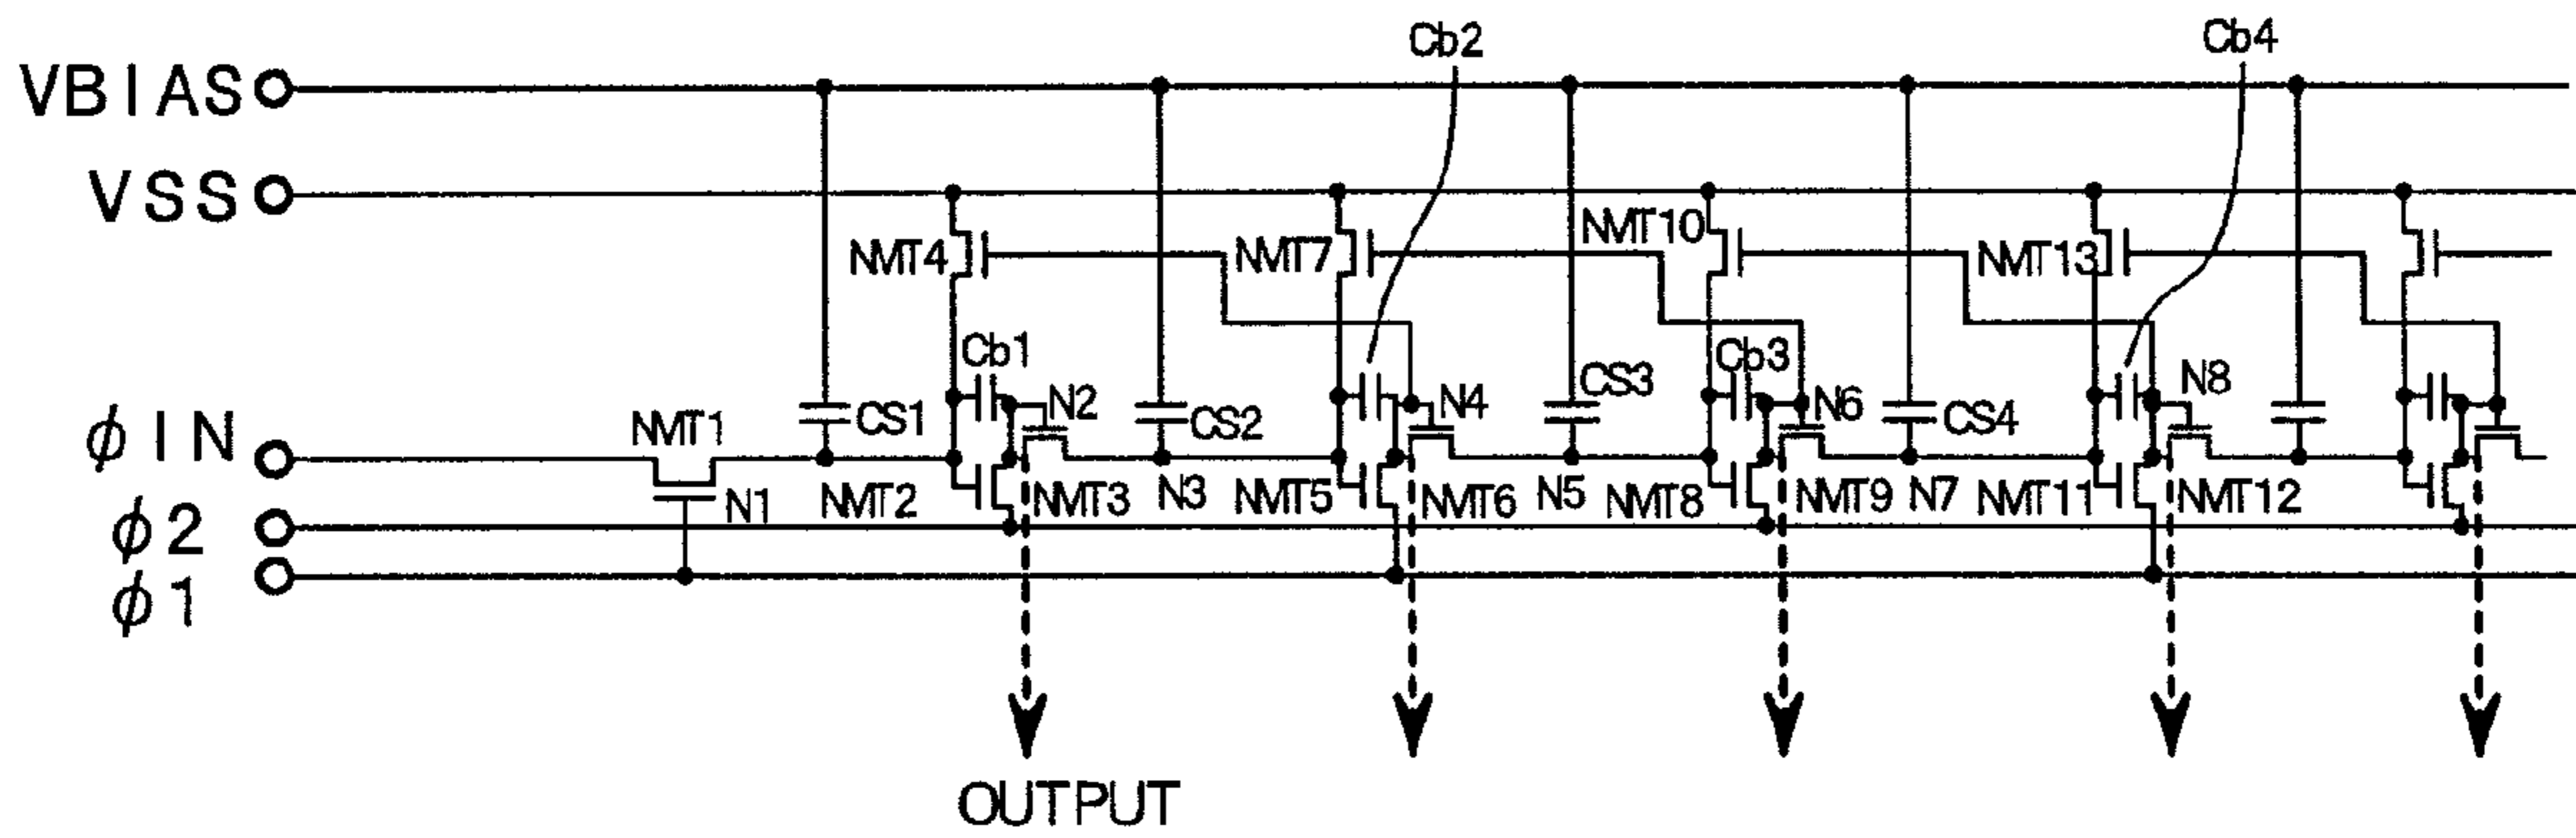 Cb2
Cb4
VBIAS
VSS
NMT4
NMT7
NMT10
NMT13
Cb1
N2
CS1
CS2
N4
CS3
Cb3
N6
CS4
N8
φIN
NMT1
N1
NMT2
NMT3
N3
NMT5
NMT6
N5
NMT8
NMT9
N7
NMT11
NMT12
φ2
φ1
OUTPUT